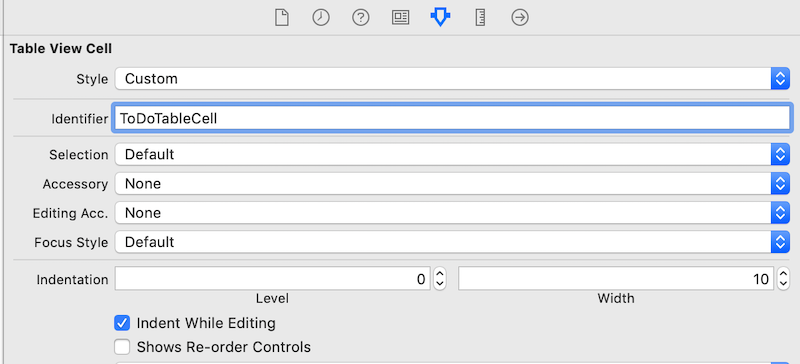 Table View Cell
Style Custom
Identifier ToDoTableCell
Selection Default
Accessory None
Editing Acc. None
Focus Style Default
Indentation 0 10
Level Width
Indent While Editing
Shows Re-order Controls